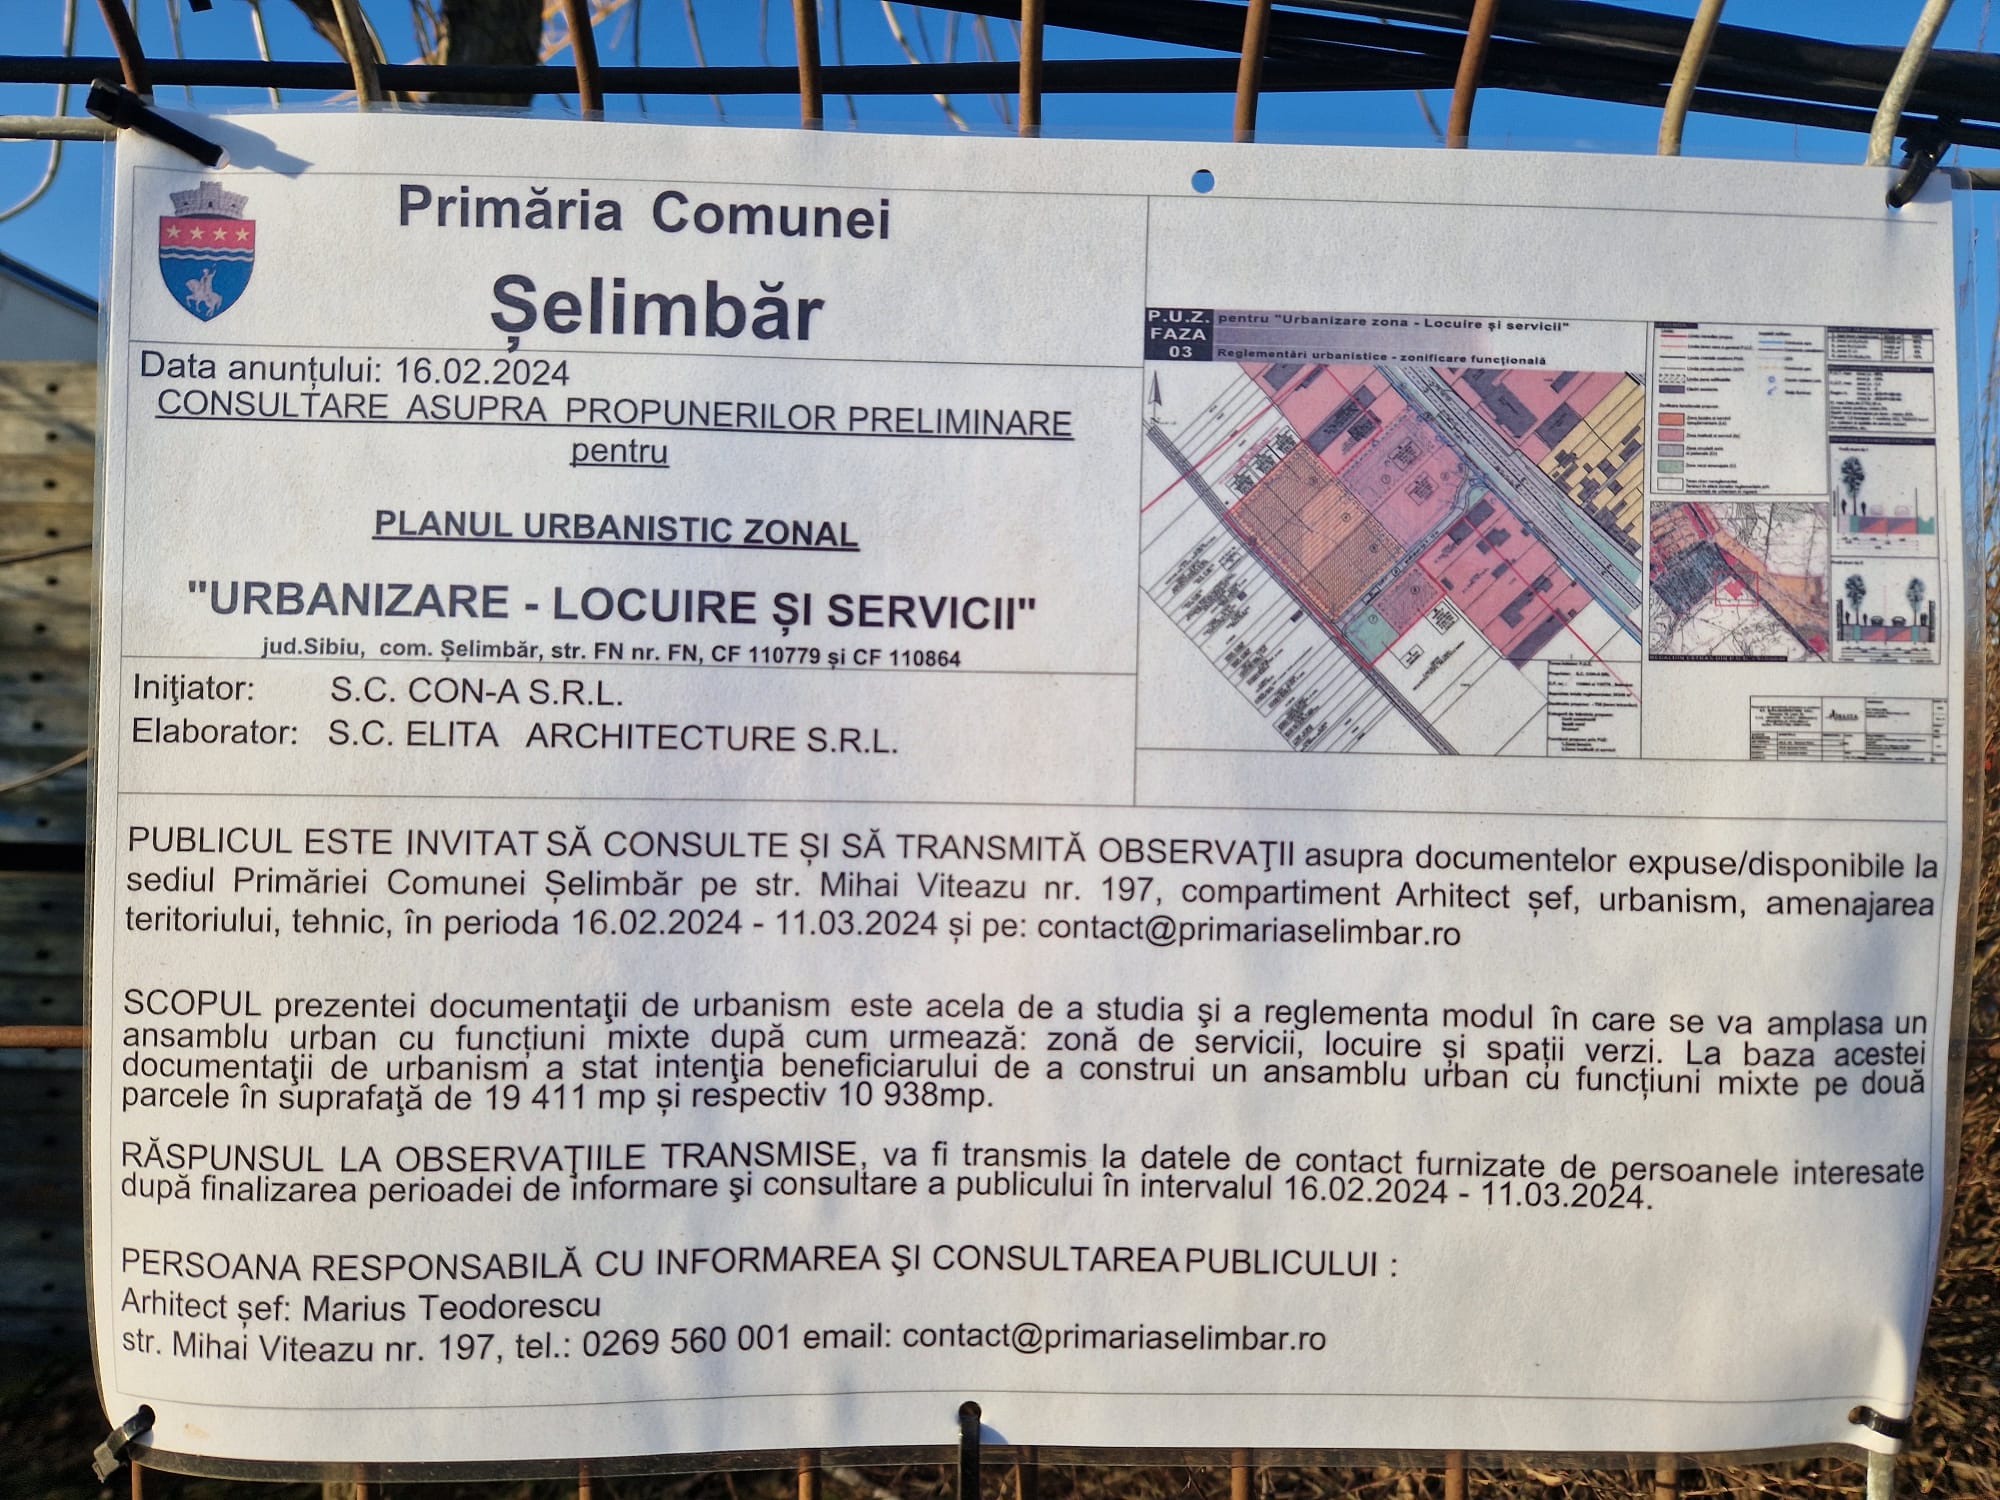 Primăria Comunei
Șelimbăr
Data anunțului: 16.02.2024
CONSULTARE ASUPRA PROPUNERILOR PRELIMINARE
pentru
PLANUL URBANISTIC ZONAL
"URBANIZARE - LOCUIRE ȘI SERVICII"
jud.Sibiu, com. Șelimbăr, str. FN nr. FN, CF 110779 și CF 110864
Iniţiator: S.C. CON-A S.R.L.
Elaborator: S.C. ELITA ARCHITECTURE S.R.L.
P.U.Z. pentru "Urbanizare zona - Locuire și servicii"
FAZA
03 Reglementări urbanistice - zonificare funcțională
PUBLICUL ESTE INVITAT SĂ CONSULTE ȘI SĂ TRANSMITĂ OBSERVAŢII asupra documentelor expuse/disponibile la
sediul Primăriei Comunei Șelimbăr pe str. Mihai Viteazu nr. 197, compartiment Arhitect șef, urbanism, amenajarea
teritoriului, tehnic, în perioda 16.02.2024 - 11.03.2024 și pe: contact@primariaselimbar.ro
SCOPUL prezentei documentaţii de urbanism este acela de a studia şi a reglementa modul în care se va amplasa un
ansamblu urban cu funcțiuni mixte după cum urmează: zonă de servicii, locuire și spații verzi. La baza acestei
documentaţii de urbanism a stat intenţia beneficiarului de a construi un ansamblu urban cu funcțiuni mixte pe două
parcele în suprafaţă de 19 411 mp și respectiv 10 938mp.
RĂSPUNSUL LA OBSERVAŢIILE TRANSMISE, va fi transmis la datele de contact furnizate de persoanele interesate
după finalizarea perioadei de informare şi consultare a publicului în intervalul 16.02.2024 - 11.03.2024.
PERSOANA RESPONSABILĂ CU INFORMAREA ŞI CONSULTAREA PUBLICULUI :
Arhitect șef: Marius Teodorescu
str. Mihai Viteazu nr. 197, tel.: 0269 560 001 email: contact@primariaselimbar.ro